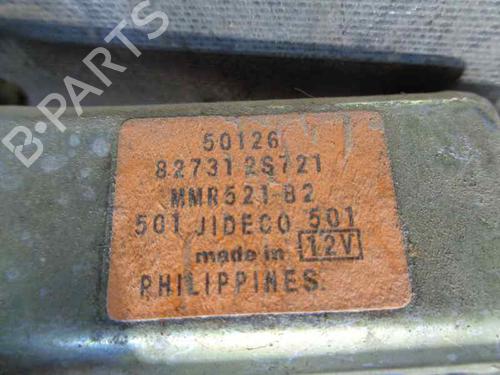 B-PARTS
50126
82731 2S721
MMR521-B2
501 JIDECO 501
made in 12V
PHILIPPINES.